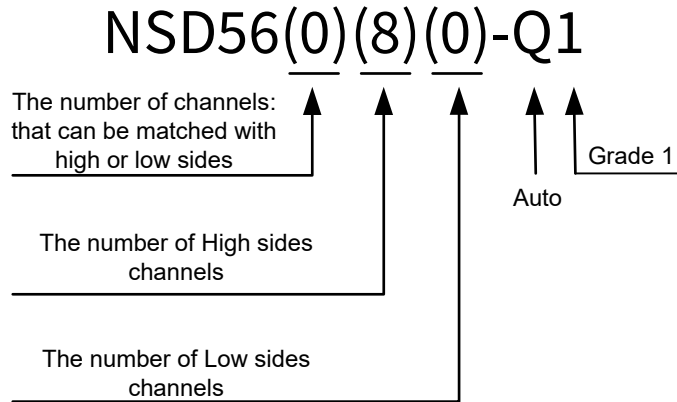 NSD56(0)(8)(0)-Q1
The number of channels:
that can be matched with
high or low sides
Grade 1
Auto
The number of High sides
channels
The number of Low sides
channels